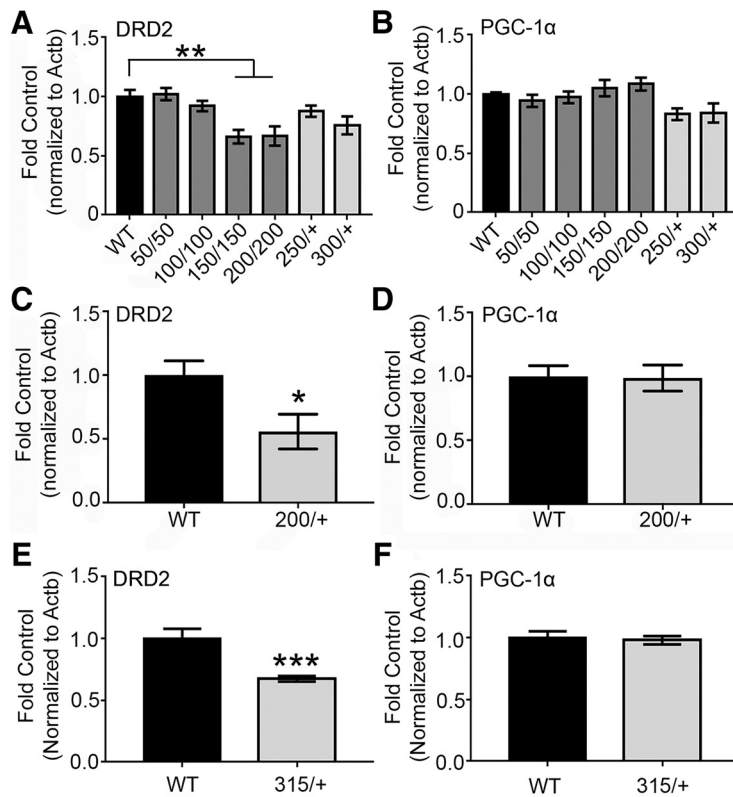 A
DRD2
Fold Control
(normalized to Actb)
1.5
1.0
0.5
0
**
WT
50/50
100/100
150/150
200/200
250/+
300/+
B
PGC-1α
Fold Control
(normalized to Actb)
1.5
1.0
0.5
0
WT
50/50
100/100
150/150
200/200
250/+
300/+
C
DRD2
Fold Control
(normalized to Actb)
1.5
1.0
0.5
0.0
*
WT
200/+
D
PGC-1α
Fold Control
(normalized to Actb)
1.5
1.0
0.5
0.0
WT
200/+
E
DRD2
Fold Control
(Normalized to Actb)
1.5
1.0
0.5
0.0
***
WT
315/+
F
PGC-1α
Fold Control
(Normalized to Actb)
1.5
1.0
0.5
0.0
WT
315/+